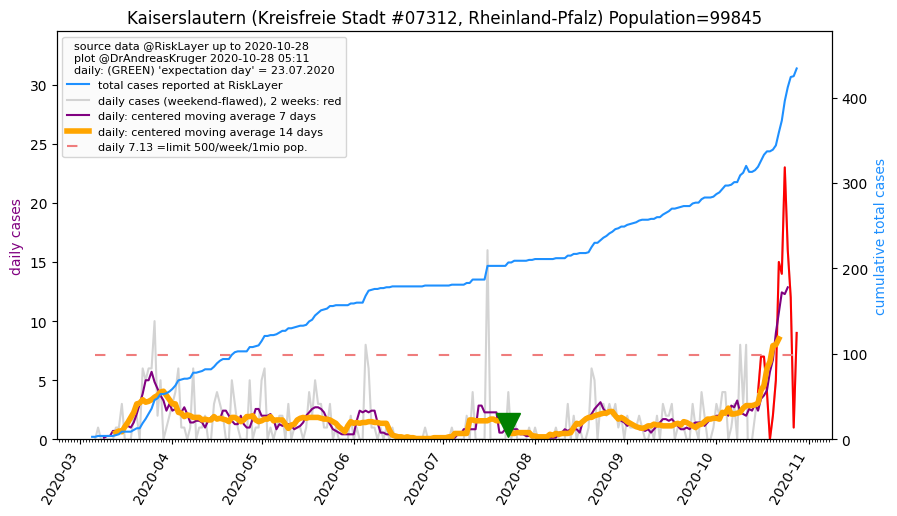 Kaiserslautern (Kreisfreie Stadt #07312, Rheinland-Pfalz) Population=99845
source data @RiskLayer up to 2020-10-28
plot @DrAndreasKruger 2020-10-28 05:11
daily: (GREEN) 'expectation day' = 23.07.2020
total cases reported at RiskLayer
daily cases (weekend-flawed), 2 weeks: red
daily: centered moving average 7 days
daily: centered moving average 14 days
daily 7.13 =limit 500/week/1mio pop.
daily cases
30
25
20
15
10
5
0
cumulative total cases
400
300
200
100
0
2020-03
2020-04
2020-05
2020-06
2020-07
2020-08
2020-09
2020-10
2020-11